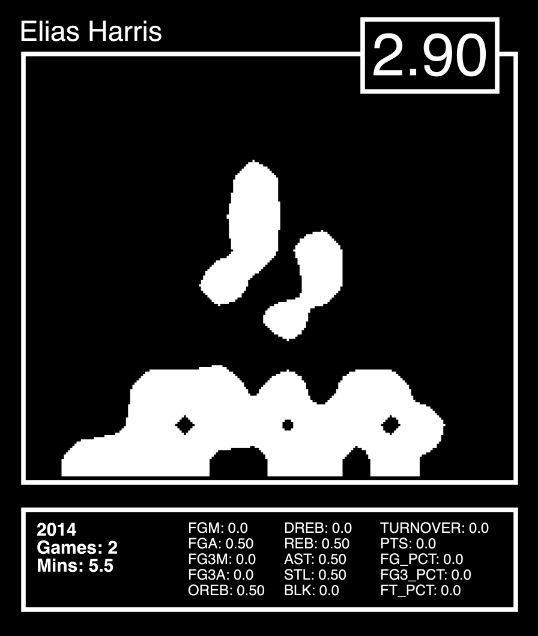 Elias Harris
2.90
2014
Games: 2
Mins: 5.5
FGM: 0.0
FGA: 0.50
FG3M: 0.0
FG3A: 0.0
OREB: 0.50
DREB: 0.0
REB: 0.50
AST: 0.50
STL: 0.50
BLK: 0.0
TURNOVER: 0.0
PTS: 0.0
FG_PCT: 0.0
FG3_PCT: 0.0
FT_PCT: 0.0